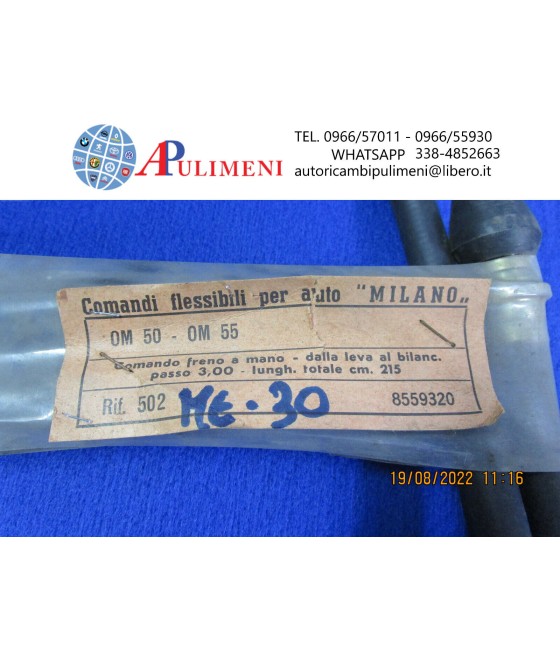 TEL. 0966/57011 - 0966/55930
WHATSAPP 338-4852663
autoricambipulimeni@libero.it
APULIMENI
Comandi flessibili per auto "MILANO„
OM 50 - OM 55
Comando freno a mano - dalla leva al bilanc.
passo 3,00 - lungh. totale cm. 215
Rif. 502 ME-30 8559320
19/08/2022 11:16